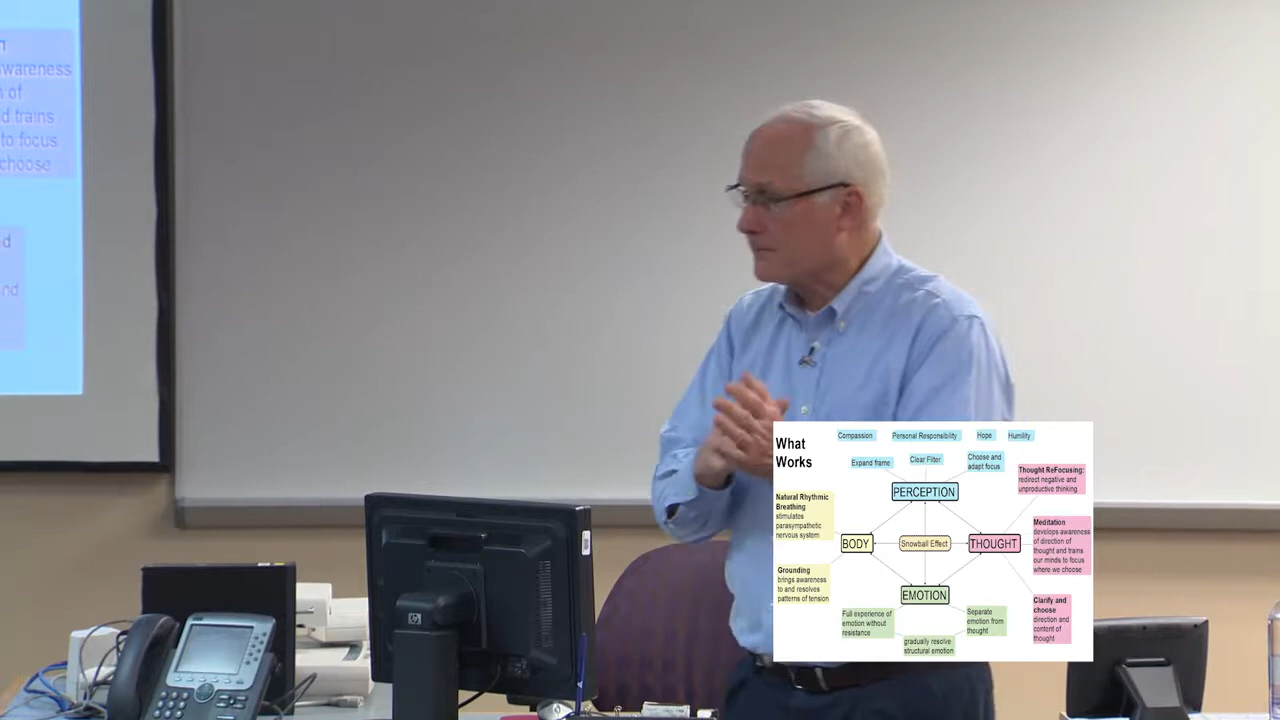 n
awareness
n of
d trains
to focus
choose
d
nd
What
Works
Compassion
Personal Responsibility
Hope
Humility
Expand frame
Clear Filter
Choose and
adapt focus
PERCEPTION
Thought ReFocusing:
redirect negative and
unproductive thinking
Natural Rhythmic
Breathing
stimulates
parasympathetic
nervous system
BODY
Snowball Effect
THOUGHT
Meditation
develops awareness
of direction of
thought and trains
our minds to focus
where we choose
Grounding
brings awareness
to and resolves
patterns of tension
EMOTION
Full experience of
emotion without
resistance
gradually resolve
structural emotion
Separate
emotion from
thought
Clarify and
choose
direction and
content of
thought
hp